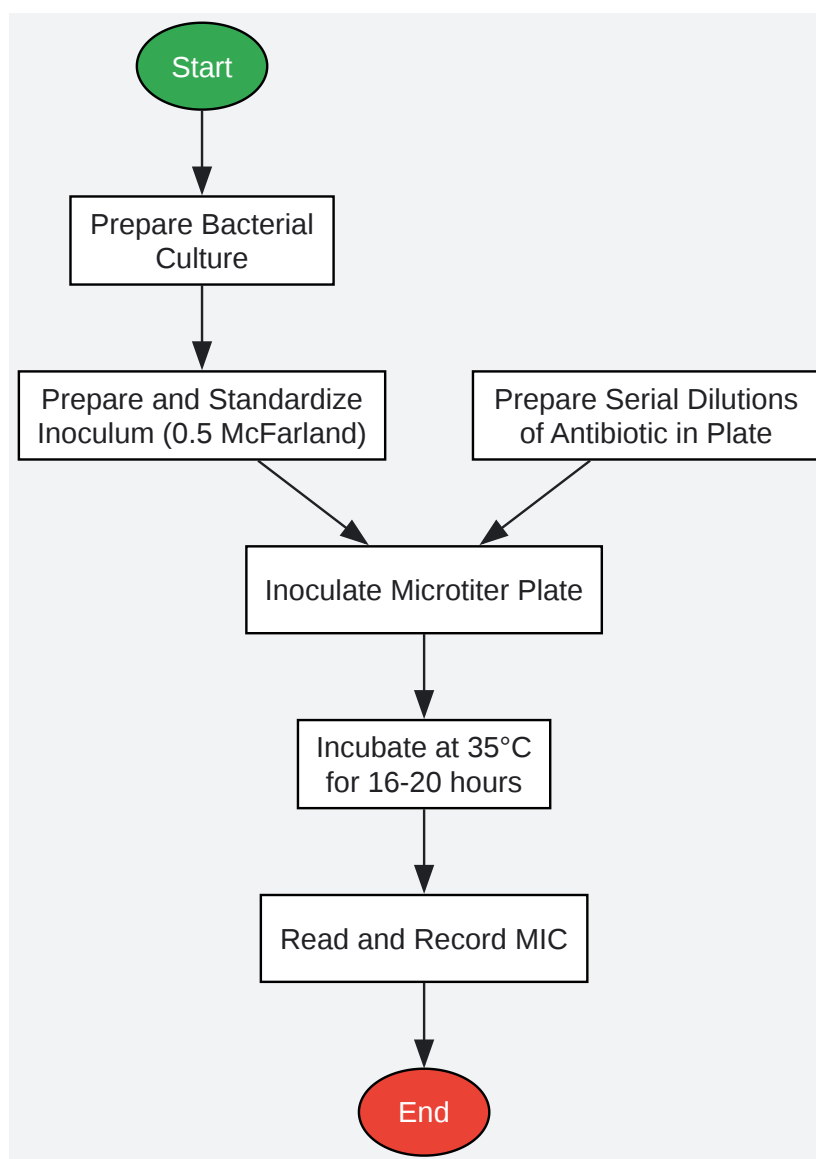 Start
Prepare Bacterial
Culture
Prepare and Standardize
Inoculum (0.5 McFarland)
Prepare Serial Dilutions
of Antibiotic in Plate
Inoculate Microtiter Plate
Incubate at 35°C
for 16-20 hours
Read and Record MIC
End